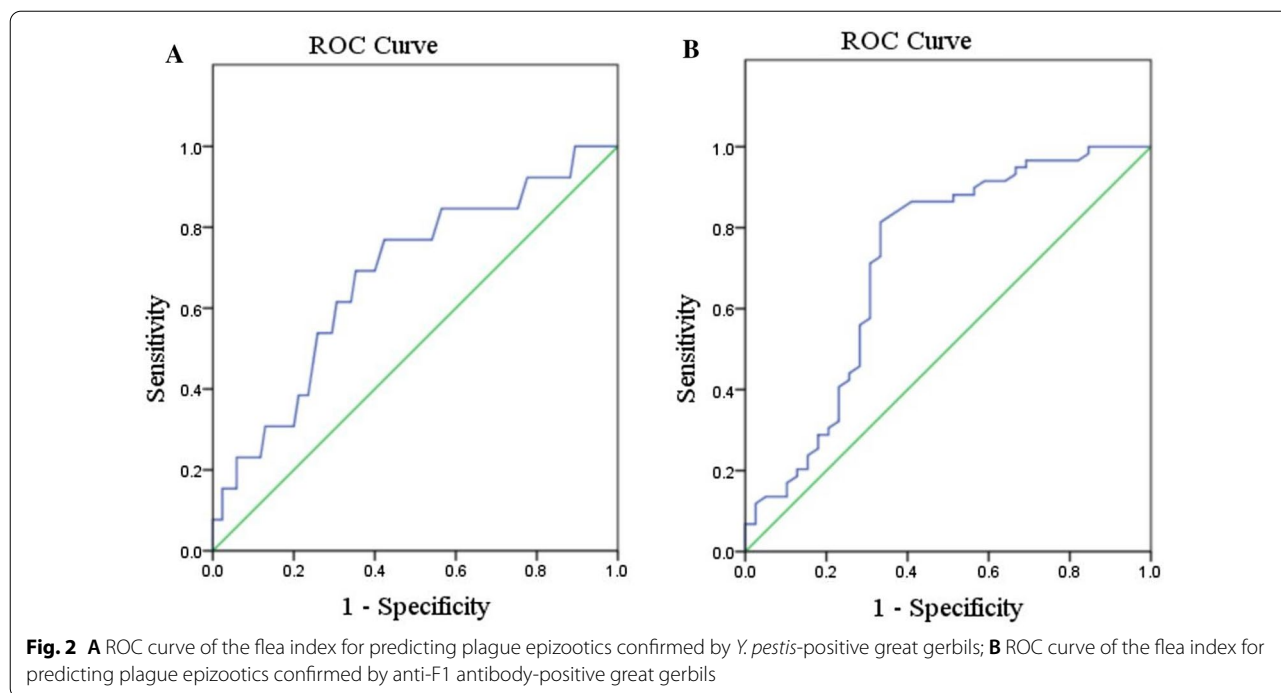 A
ROC Curve
1.0
0.8
0.6
0.4
0.2
0.0
Sensitivity
0.0 0.2 0.4 0.6 0.8 1.0
1 - Specificity
B
ROC Curve
1.0
0.8
0.6
0.4
0.2
0.0
Sensitivity
0.0 0.2 0.4 0.6 0.8 1.0
1 - Specificity
Fig. 2 A ROC curve of the flea index for predicting plague epizootics confirmed by Y. pestis-positive great gerbils; B ROC curve of the flea index for
predicting plague epizootics confirmed by anti-F1 antibody-positive great gerbils